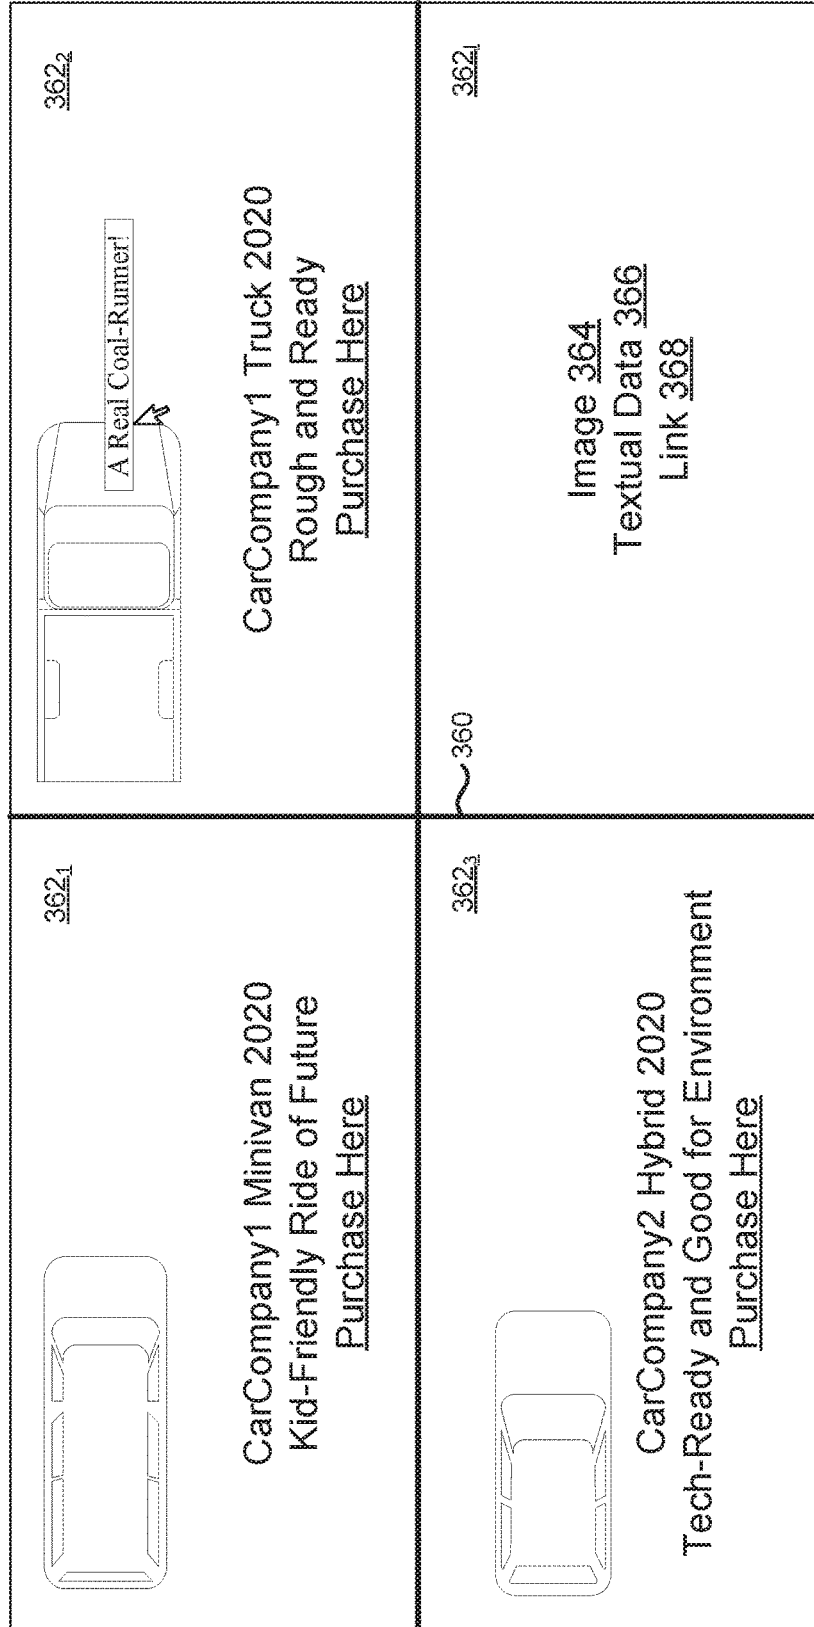 362₁
CarCompany1 Minivan 2020
Kid-Friendly Ride of Future
Purchase Here
362₂
A Real Coal-Runner!
CarCompany1 Truck 2020
Rough and Ready
Purchase Here
362₃
CarCompany2 Hybrid 2020
Tech-Ready and Good for Environment
Purchase Here
360
362ₗ
Image 364
Textual Data 366
Link 368